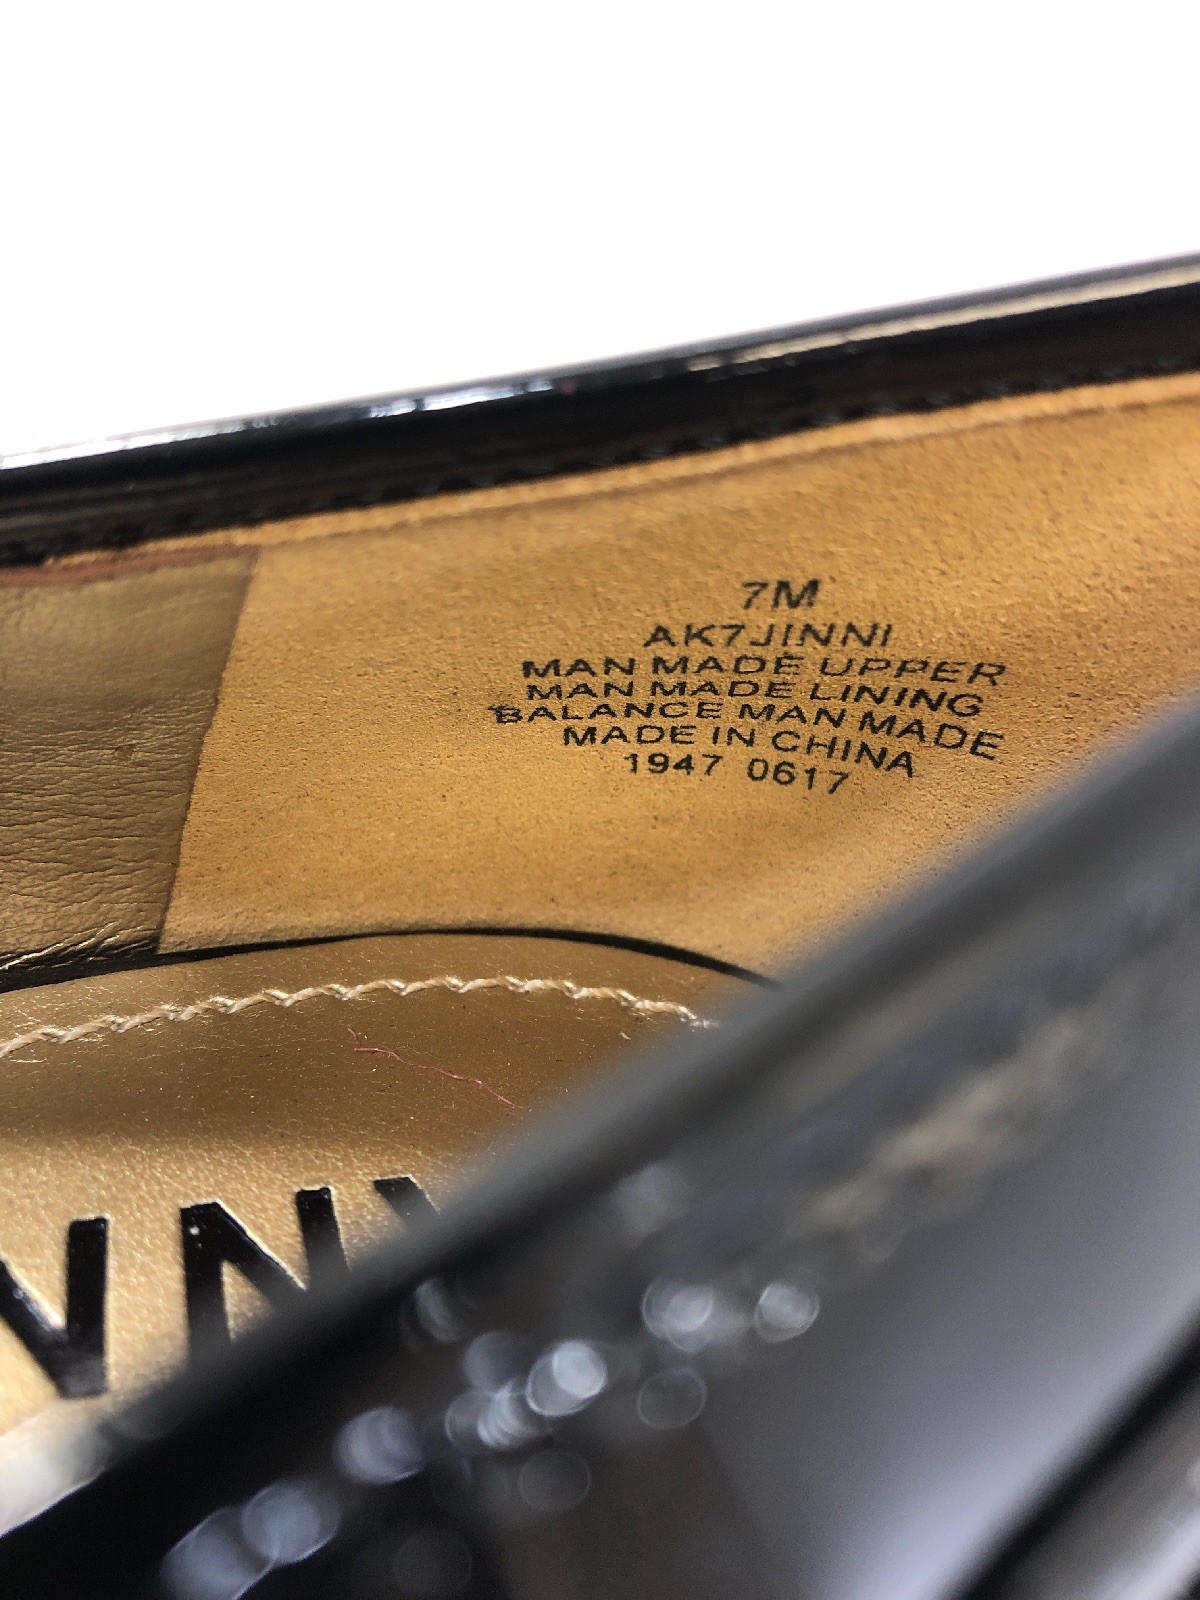 7M
AK7JINNI
MAN MADE UPPER
MAN MADE LINING
BALANCE MAN MADE
MADE IN CHINA
1947 0617